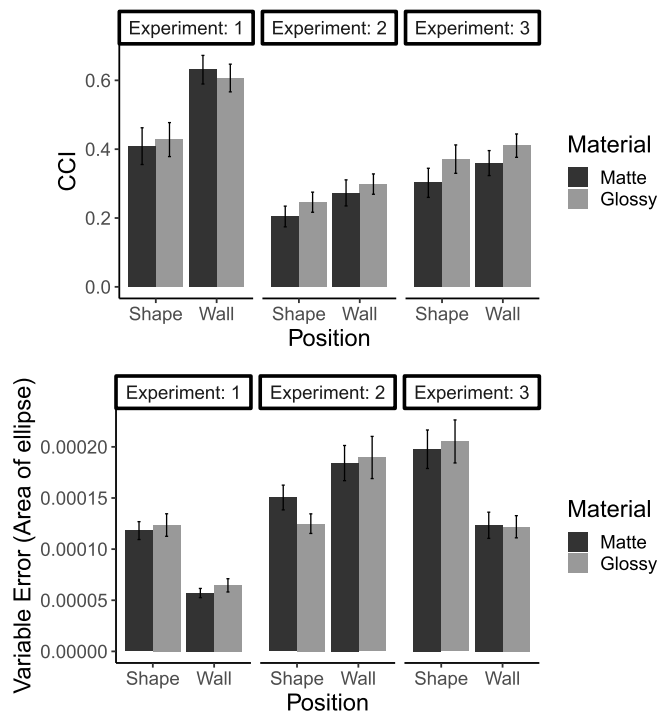 Experiment: 1 Experiment: 2 Experiment: 3
0.6
0.4
0.2
0.0
CCI
Shape Wall Shape Wall Shape Wall
Position
Material
Matte
Glossy
Experiment: 1 Experiment: 2 Experiment: 3
0.00020
0.00015
0.00010
0.00005
0.00000
Variable Error (Area of ellipse)
Shape Wall Shape Wall Shape Wall
Position
Material
Matte
Glossy